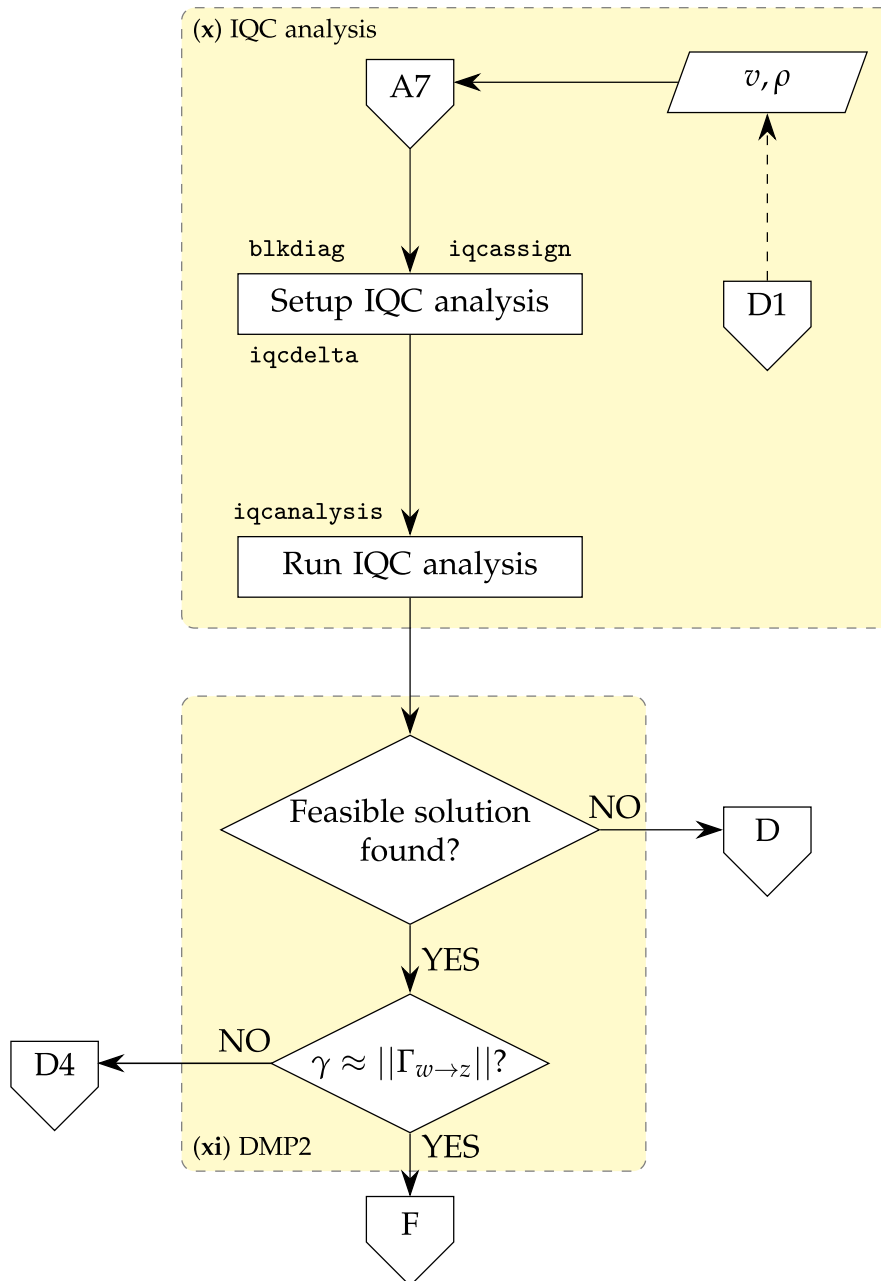 (x) IQC analysis
A7
v, ρ
blkdiag
iqcassign
Setup IQC analysis
D1
iqcdelta
iqcanalysis
Run IQC analysis
Feasible solution
found?
NO
D
YES
NO
D4
γ ≈ ||Γw→z||?
(xi) DMP2
YES
F